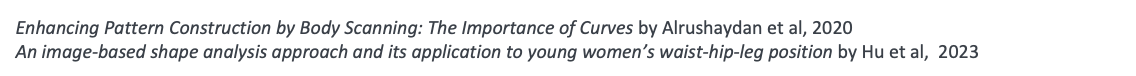 Enhancing Pattern Construction by Body Scanning: The Importance of Curves by Alrushaydan et al, 2020
An image-based shape analysis approach and its application to young women’s waist-hip-leg position by Hu et al,  2023